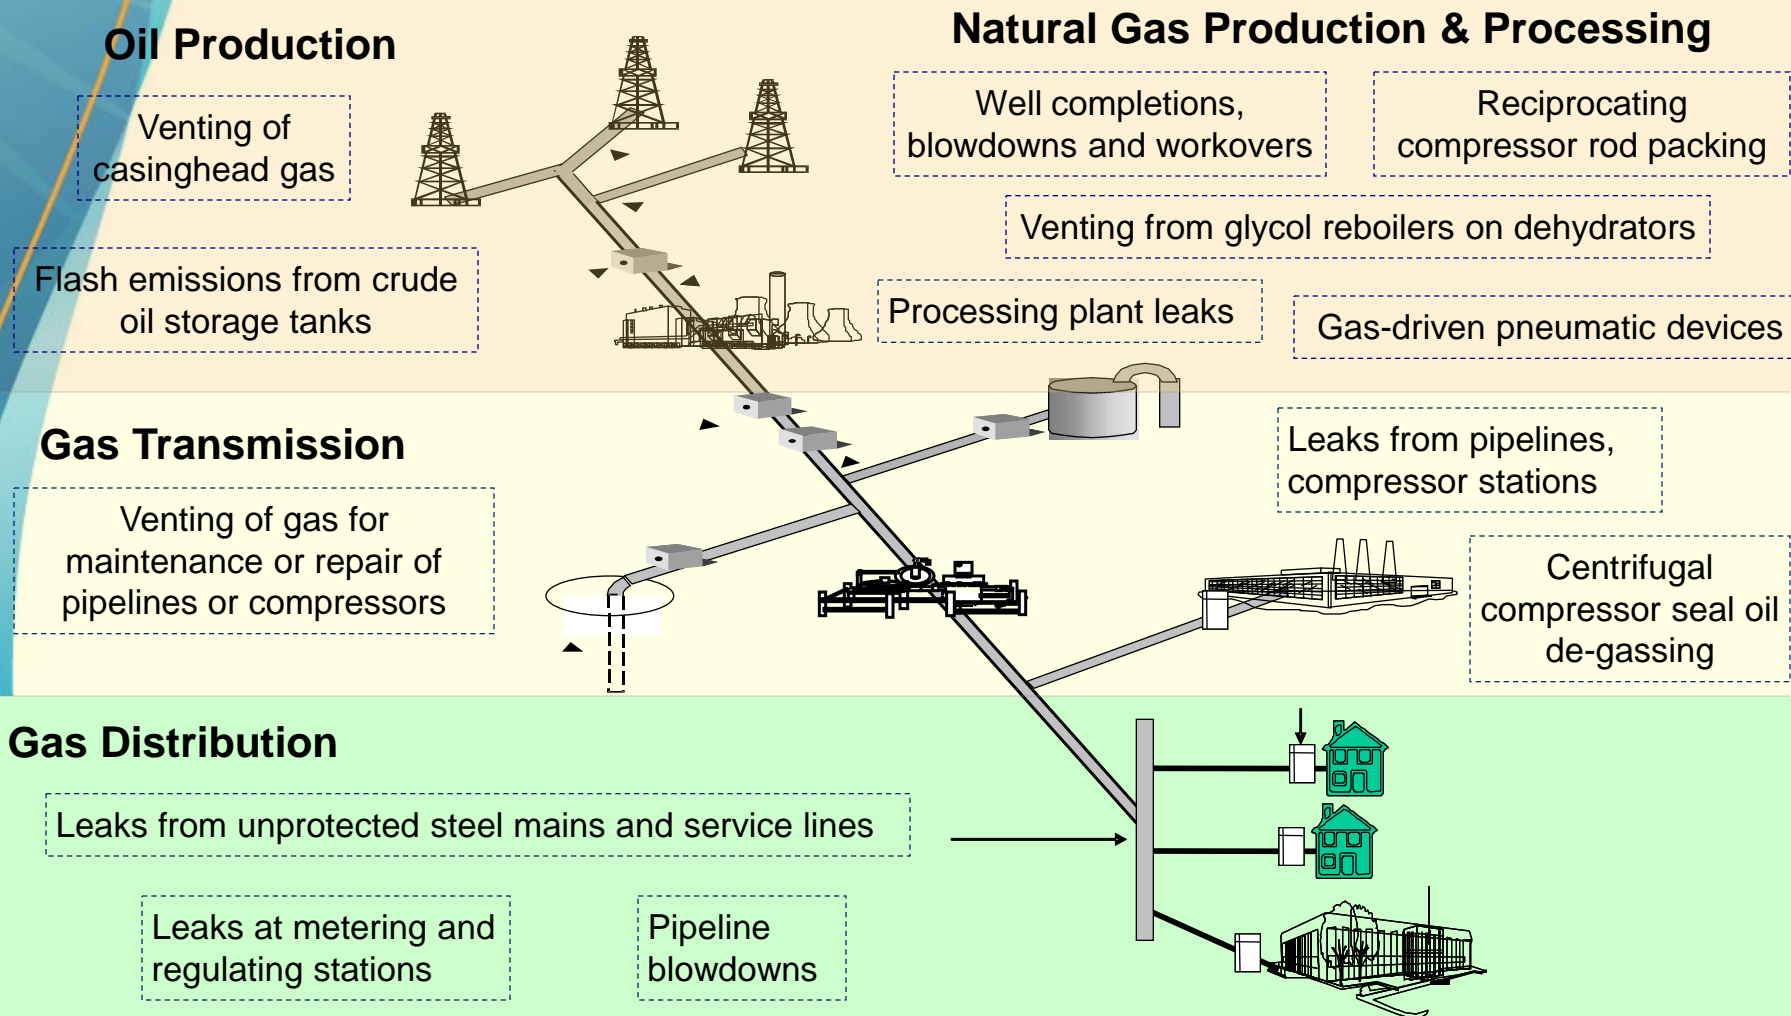 Oil Production
Venting of
casinghead gas
Flash emissions from crude
oil storage tanks
Natural Gas Production & Processing
Well completions,
blowdowns and workovers
Reciprocating
compressor rod packing
Venting from glycol reboilers on dehydrators
Processing plant leaks
Gas-driven pneumatic devices
Gas Transmission
Venting of gas for
maintenance or repair of
pipelines or compressors
Leaks from pipelines,
compressor stations
Centrifugal
compressor seal oil
de-gassing
Gas Distribution
Leaks from unprotected steel mains and service lines
Leaks at metering and
regulating stations
Pipeline
blowdowns